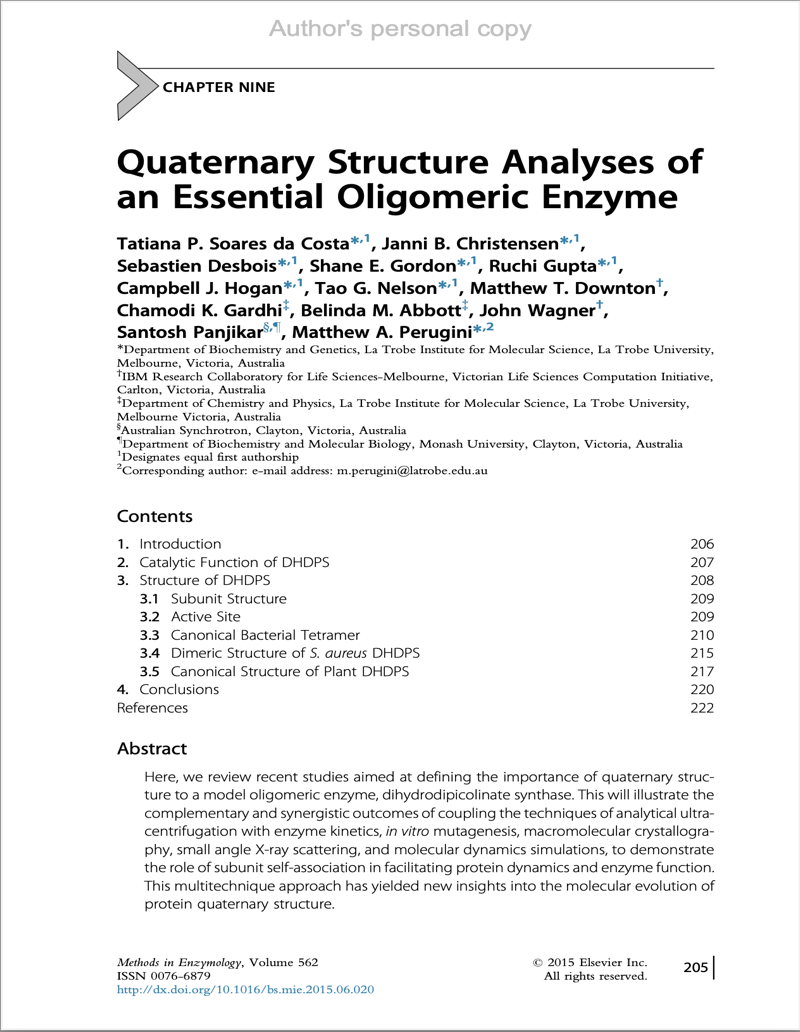 Author's personal copy
CHAPTER NINE
Quaternary Structure Analyses of
an Essential Oligomeric Enzyme
Tatiana P. Soares da Costa*,1, Janni B. Christensen*,1,
Sebastien Desbois*,1, Shane E. Gordon*,1, Ruchi Gupta*,1,
Campbell J. Hogan*,1, Tao G. Nelson*,1, Matthew T. Downton†,
Chamodi K. Gardhi‡, Belinda M. Abbott‡, John Wagner†,
Santosh Panjikar§,¶, Matthew A. Perugini*,2
*Department of Biochemistry and Genetics, La Trobe Institute for Molecular Science, La Trobe University,
Melbourne, Victoria, Australia
†IBM Research Collaboratory for Life Sciences-Melbourne, Victorian Life Sciences Computation Initiative,
Carlton, Victoria, Australia
‡Department of Chemistry and Physics, La Trobe Institute for Molecular Science, La Trobe University,
Melbourne Victoria, Australia
§Australian Synchrotron, Clayton, Victoria, Australia
¶Department of Biochemistry and Molecular Biology, Monash University, Clayton, Victoria, Australia
1Designates equal first authorship
2Corresponding author: e-mail address: m.perugini@latrobe.edu.au
Contents
1. Introduction 206
2. Catalytic Function of DHDPS 207
3. Structure of DHDPS 208
3.1 Subunit Structure 209
3.2 Active Site 209
3.3 Canonical Bacterial Tetramer 210
3.4 Dimeric Structure of S. aureus DHDPS 215
3.5 Canonical Structure of Plant DHDPS 217
4. Conclusions 220
References 222
Abstract
Here, we review recent studies aimed at defining the importance of quaternary struc-
ture to a model oligomeric enzyme, dihydrodipicolinate synthase. This will illustrate the
complementary and synergistic outcomes of coupling the techniques of analytical ultra-
centrifugation with enzyme kinetics, in vitro mutagenesis, macromolecular crystallogra-
phy, small angle X-ray scattering, and molecular dynamics simulations, to demonstrate
the role of subunit self-association in facilitating protein dynamics and enzyme function.
This multitechnique approach has yielded new insights into the molecular evolution of
protein quaternary structure.
Methods in Enzymology, Volume 562
ISSN 0076-6879
http://dx.doi.org/10.1016/bs.mie.2015.06.020
© 2015 Elsevier Inc.
All rights reserved.
205